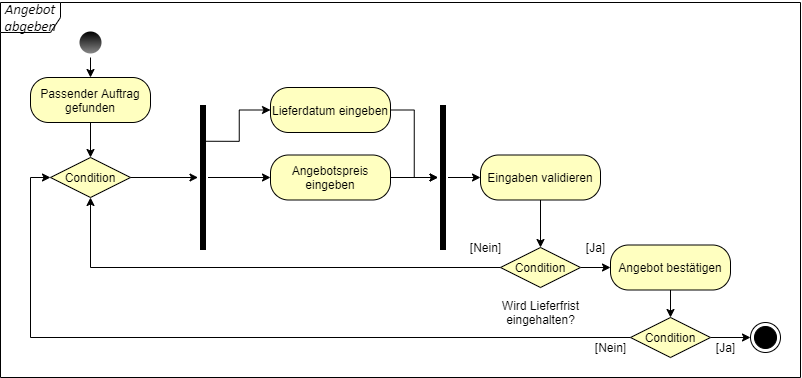 Angebot
abgeben
Passender Auftrag
gefunden
Condition
Lieferdatum eingeben
Angebotspreis
eingeben
Eingaben validieren
[Nein]
[Ja]
Condition
Angebot bestätigen
Wird Lieferfrist
eingehalten?
Condition
[Nein]
[Ja]